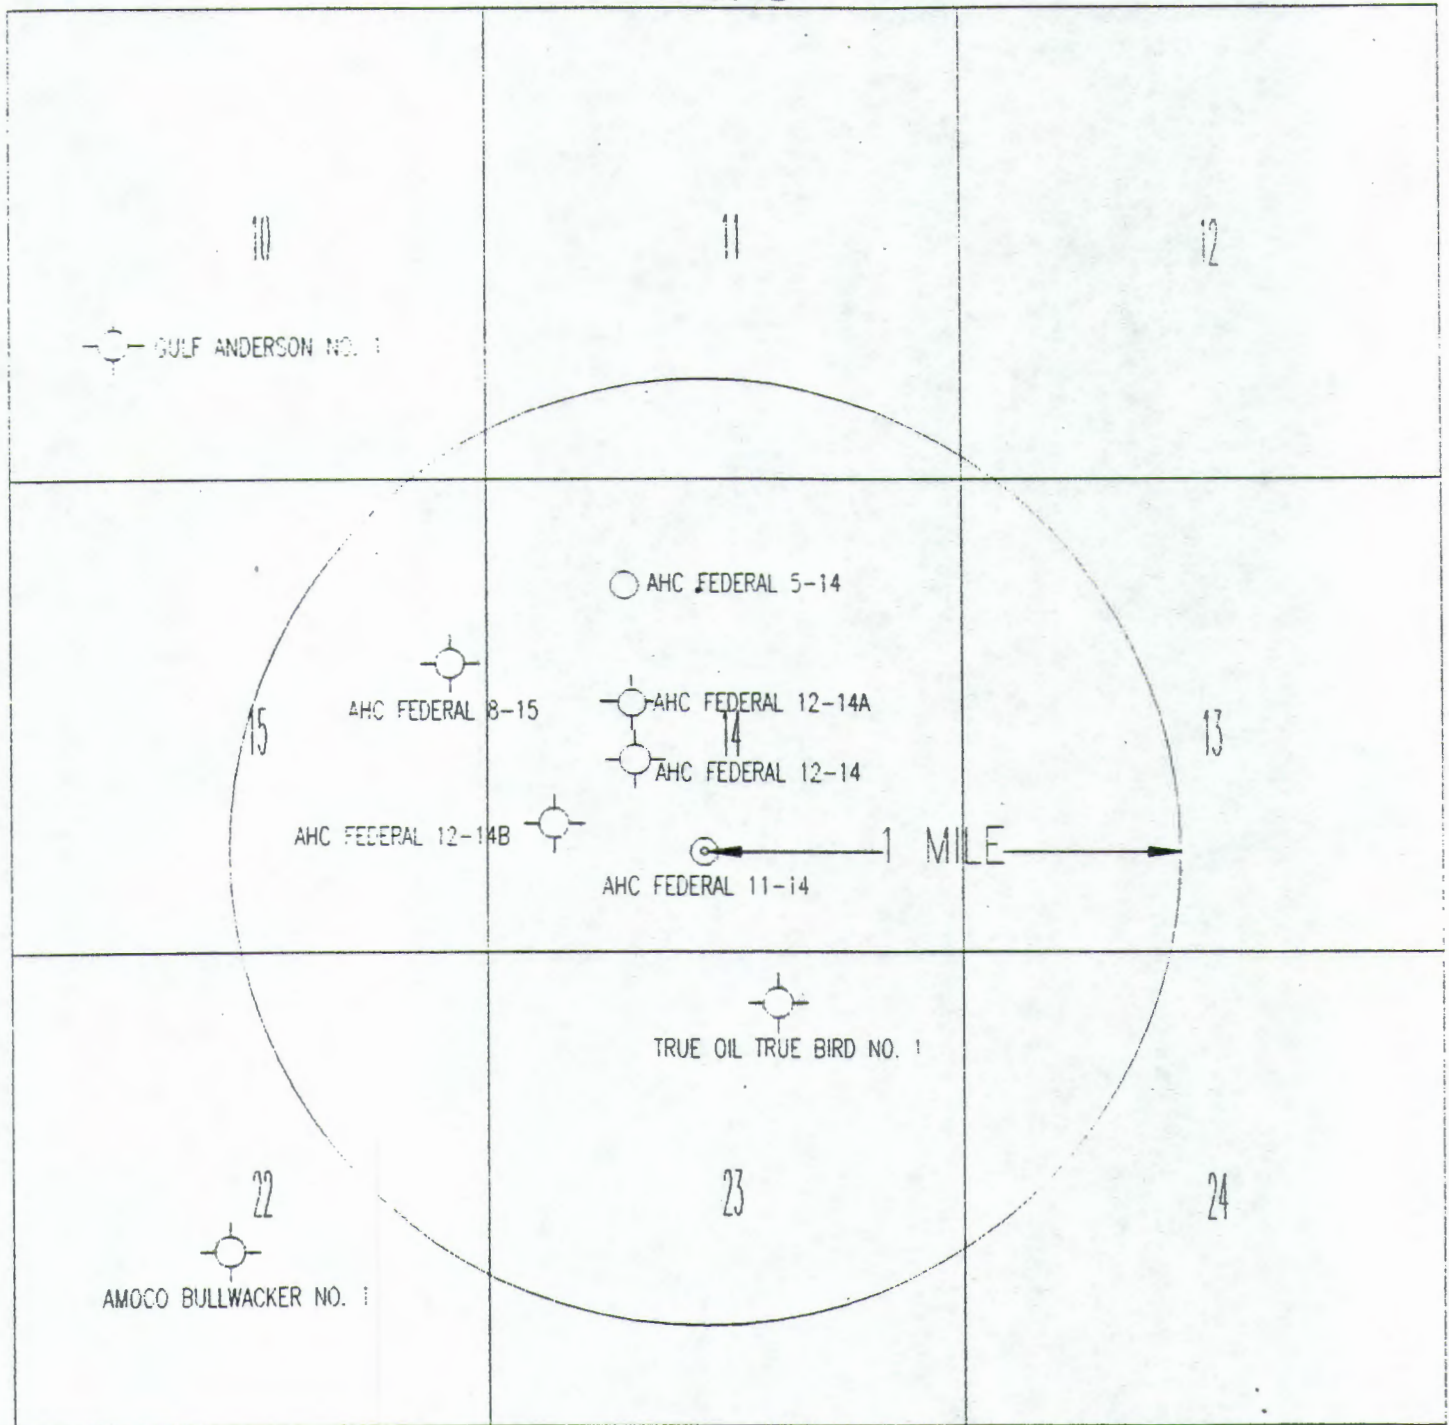 10
11
12
GULF ANDERSON NO. 1
AHC FEDERAL 5-14
AHC FEDERAL 8-15
AHC FEDERAL 12-14A
15
14
13
AHC FEDERAL 12-14
AHC FEDERAL 12-14B
1 MILE
AHC FEDERAL 11-14
TRUE OIL TRUE BIRD NO. 1
22
23
24
AMOCO BULLWACKER NO. 1